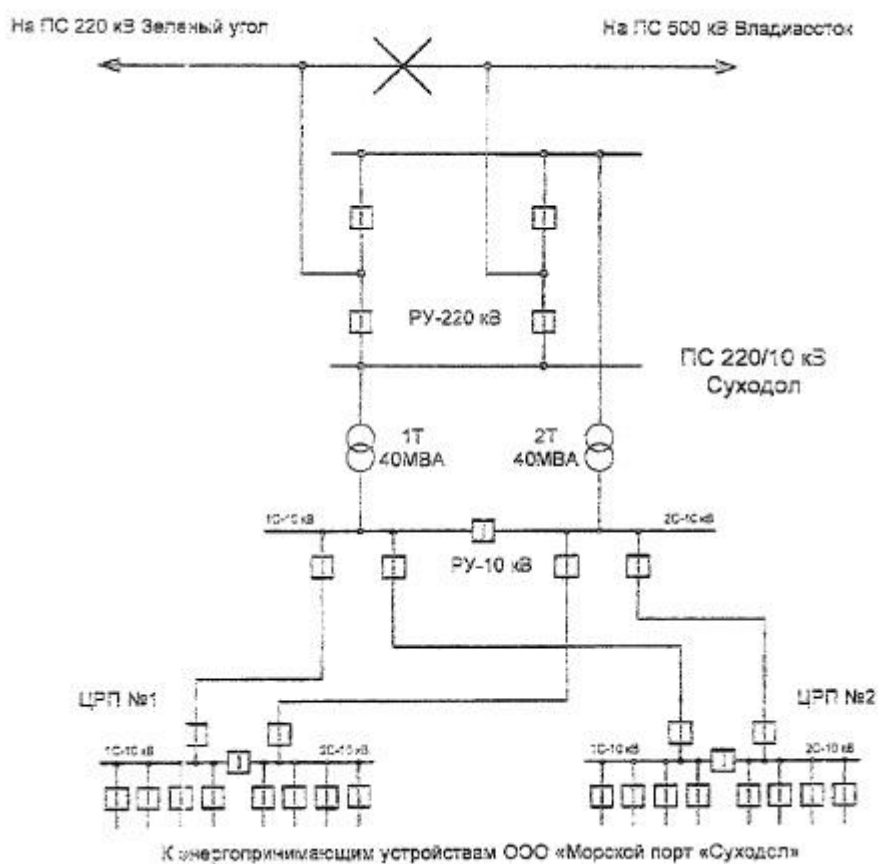 На ПС 220 кВ Зеленый угол
На ПС 500 кВ Владивосток
РУ-220 кВ
ПС 220/10 кВ
Суходол
1Т
40МВА
2Т
40МВА
1С-10 кВ
2С-10 кВ
РУ-10 кВ
ЦРП №1
ЦРП №2
1С-10 кВ
2С-10 кВ
1С-10 кВ
2С-10 кВ
К энергопринимающим устройствам ООО «Морской порт «Суходол»